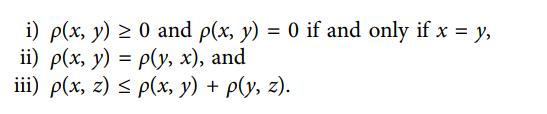 i) ρ(x, y) ≥ 0 and ρ(x, y) = 0 if and only if x = y,
ii) ρ(x, y) = ρ(y, x), and
iii) ρ(x, z) ≤ ρ(x, y) + ρ(y, z).